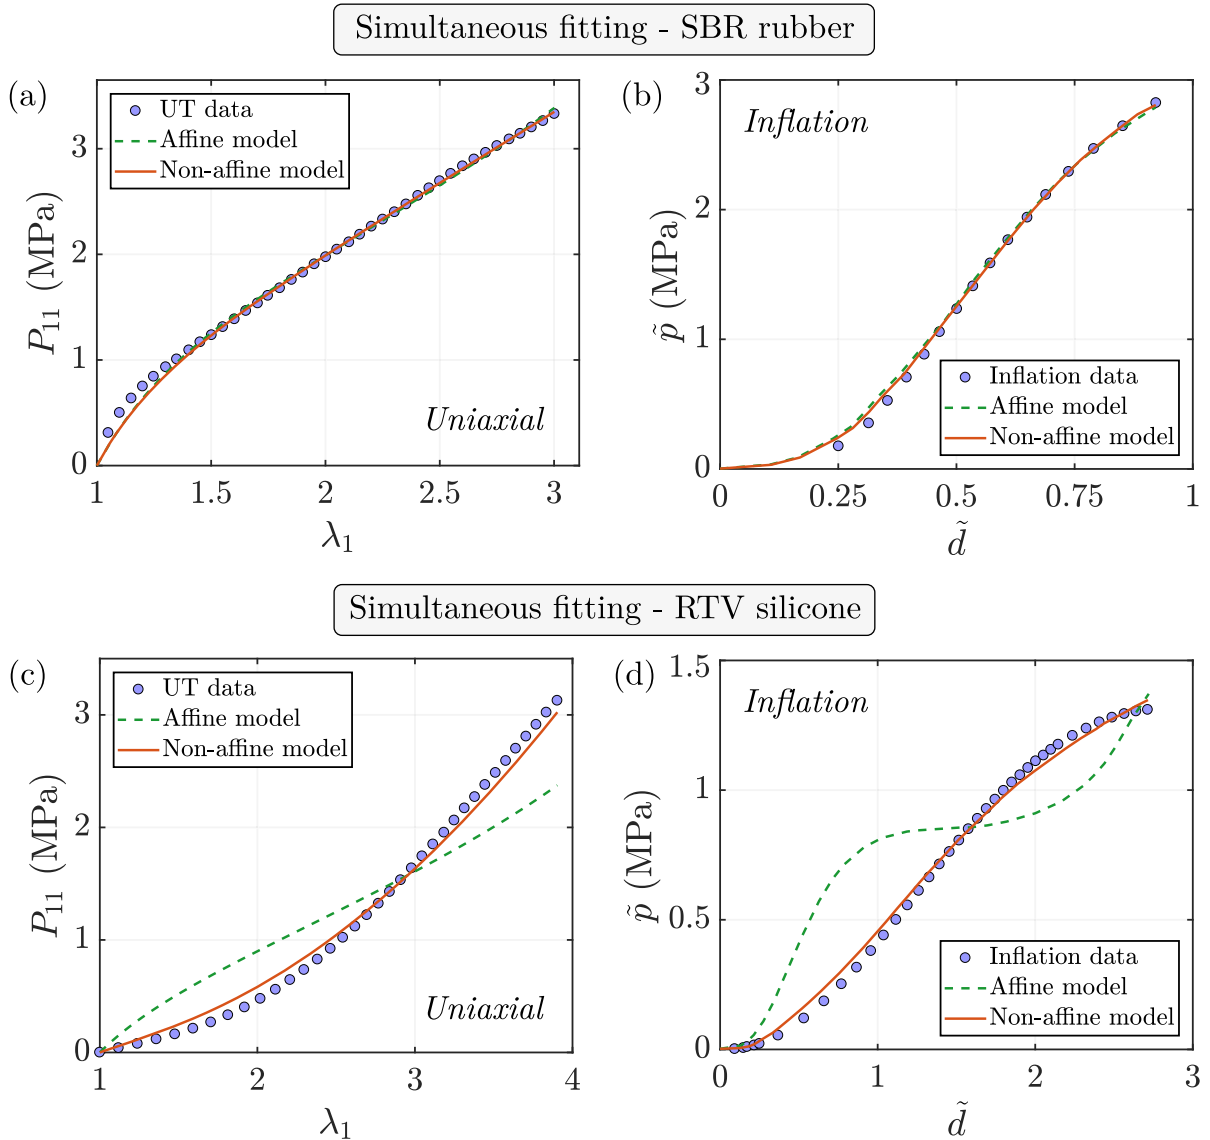 Simultaneous fitting - SBR rubber
(a)
UT data
Affine model
Non-affine model
Uniaxial
P₁₁ (MPa)
0
1
2
3
1
1.5
2
2.5
3
λ₁
(b)
Inflation
Inflation data
Affine model
Non-affine model
p̃ (MPa)
0
1
2
3
0
0.25
0.5
0.75
1
d̃
Simultaneous fitting - RTV silicone
(c)
UT data
Affine model
Non-affine model
Uniaxial
P₁₁ (MPa)
0
1
2
3
1
2
3
4
λ₁
(d)
Inflation
Inflation data
Affine model
Non-affine model
p̃ (MPa)
0
0.5
1
1.5
0
1
2
3
d̃